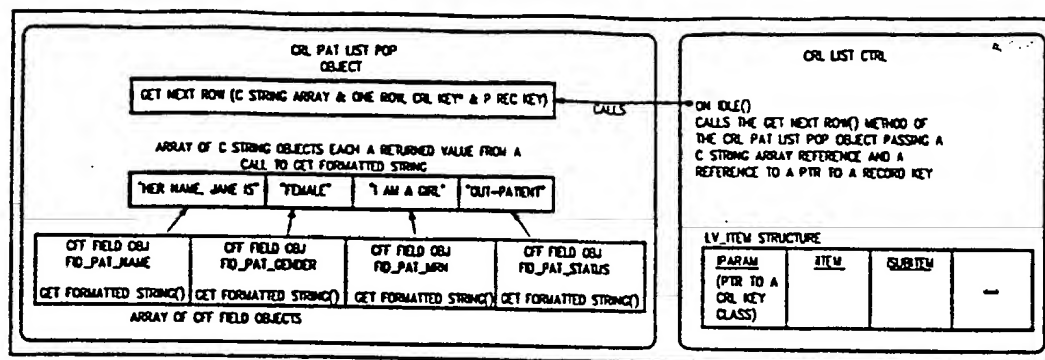 CRL PAT LIST POP
OBJECT
GET NEXT ROW (C STRING ARRAY & ONE ROW, CRL KEY* & P REC KEY)
CALLS
ARRAY OF C STRING OBJECTS EACH A RETURNED VALUE FROM A
CALL TO GET FORMATTED STRING
"HER NAME, JANE IS" "FEMALE" "I AM A GIRL" "OUT-PATIENT"
CFF FIELD OBJ CFF FIELD OBJ CFF FIELD OBJ CFF FIELD OBJ
FID_PAT_NAME FID_PAT_GENDER FID_PAT_MRN FID_PAT_STATUS
GET FORMATTED STRING() GET FORMATTED STRING() GET FORMATTED STRING() GET FORMATTED STRING()
ARRAY OF CFF FIELD OBJECTS
CRL LIST CTRL
ON IDLE()
CALLS THE GET NEXT ROW() METHOD OF
THE CRL PAT LIST POP OBJECT PASSING A
C STRING ARRAY REFERENCE AND A
REFERENCE TO A PTR TO A RECORD KEY
LV_ITEM STRUCTURE
IPARAM IITEM ISUBITEM ...
(PTR TO A
CRL KEY
CLASS)